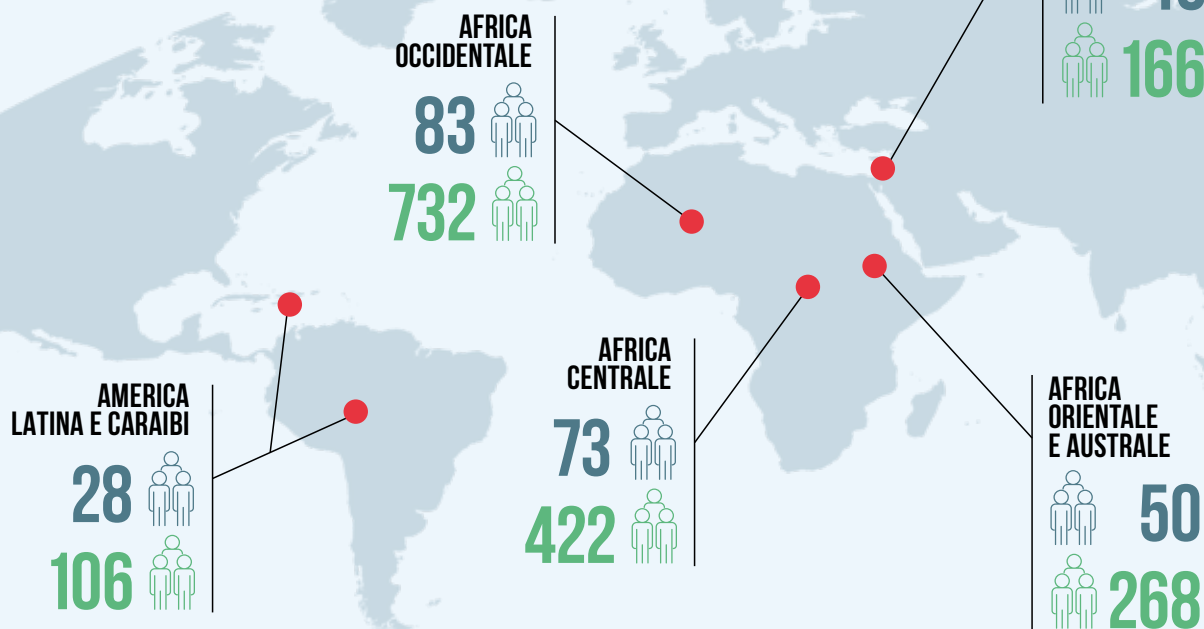 AFRICA
OCCIDENTALE
83
732
166
AMERICA
LATINA E CARAIBI
28
106
AFRICA
CENTRALE
73
422
AFRICA
ORIENTALE
E AUSTRALE
50
268